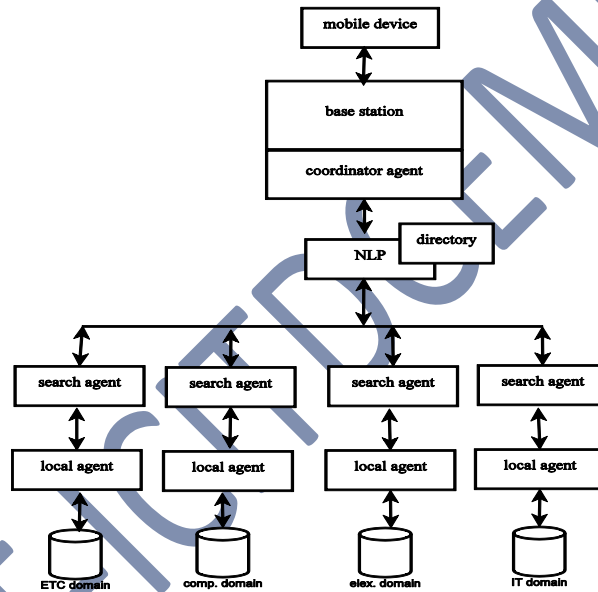 mobile device
base station
coordinator agent
directory
NLP
search agent
search agent
search agent
search agent
local agent
local agent
local agent
local agent
ETC domain
comp. domain
elex. domain
IT domain